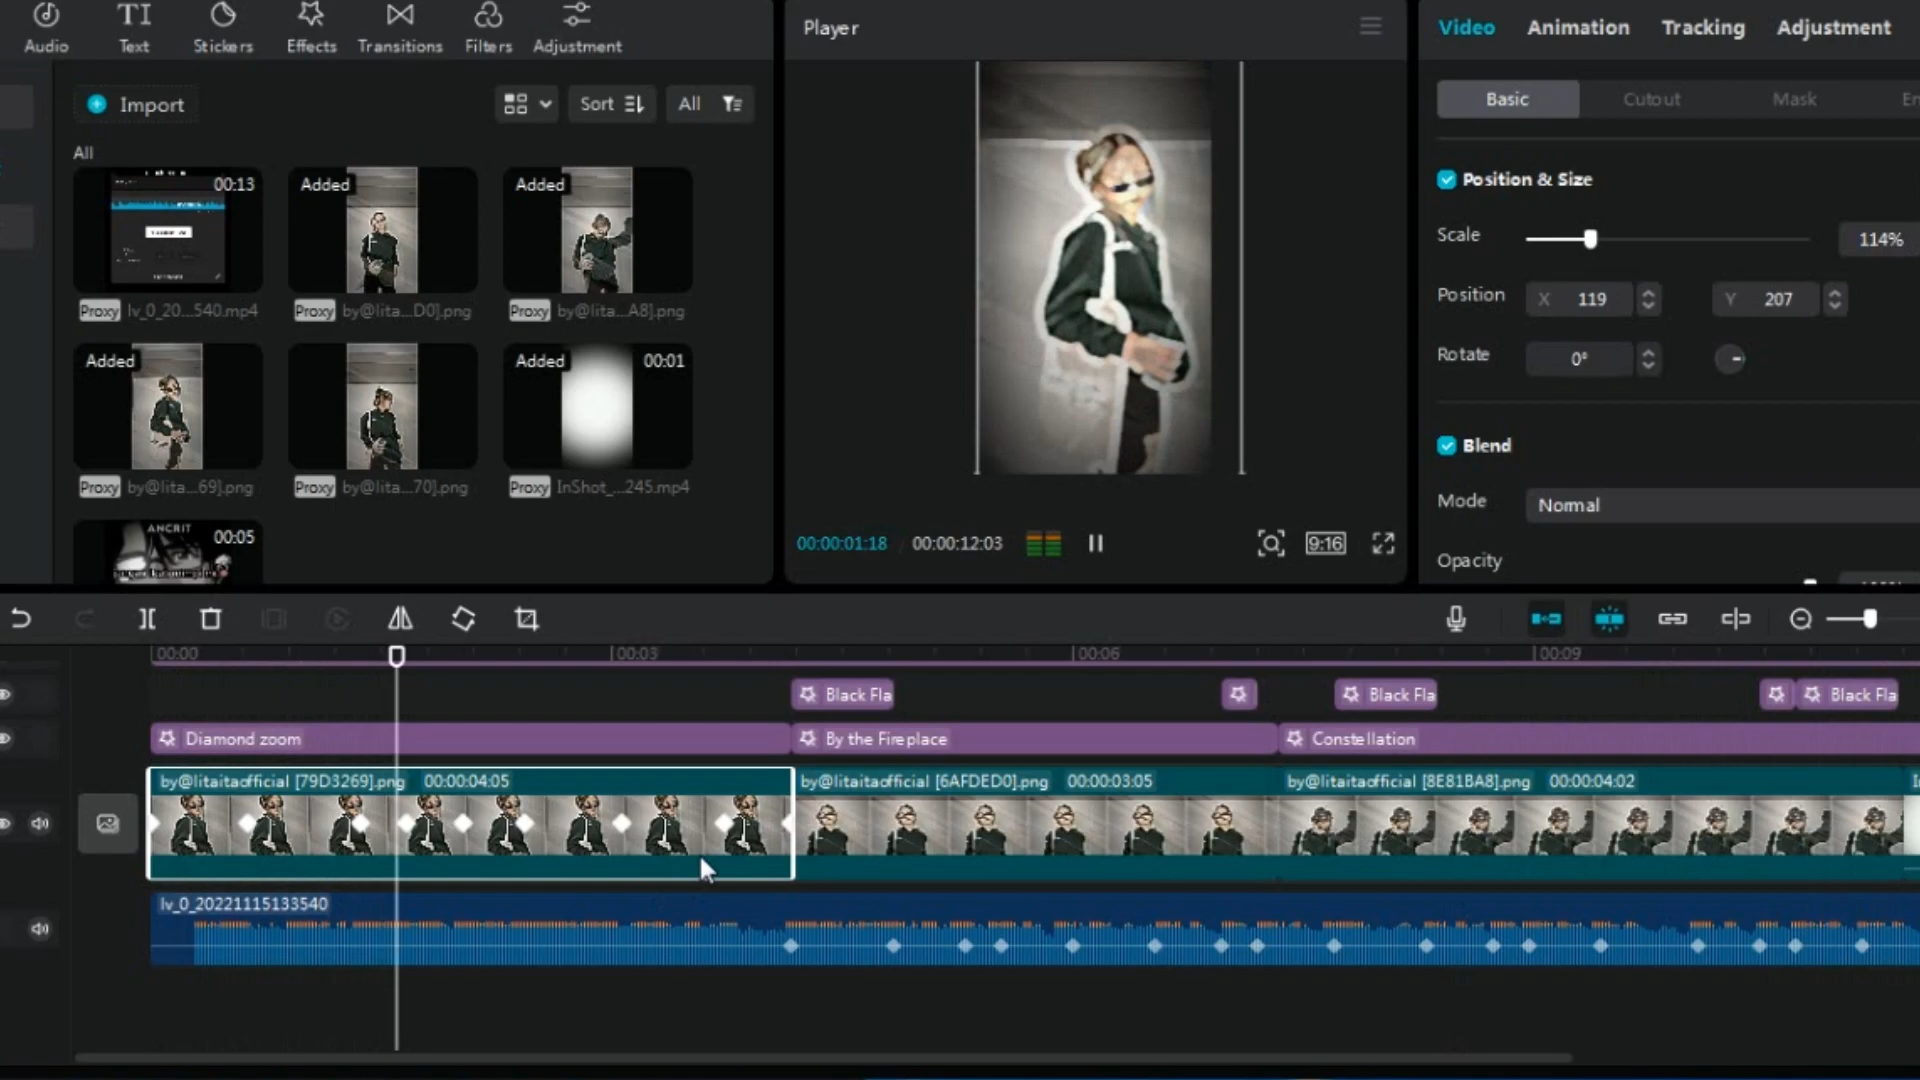 Audio
Text
Stickers
Effects
Transitions
Filters
Adjustment
Import
Sort
All
All
00:13
Proxy lv_0_20...540.mp4
Added
Proxy by@lita...D0].png
Added
Proxy by@lita...A8].png
Added
Proxy by@lita...69].png
Proxy by@lita...70].png
Added 00:01
Proxy InShot_...245.mp4
ANCRIT
00:05
Player
00:00:01:18 / 00:00:12:03
9:16
Video Animation Tracking Adjustment
Basic Cutout Mask En
Position & Size
Scale 114%
Position X 119 Y 207
Rotate 0°
Blend
Mode Normal
Opacity
00:00 00:03 00:06 00:09
Black Fla Black Fla Black Fla
Diamond zoom By the Fireplace Constellation
by@litaitaofficial [79D3269].png 00:00:04:05 by@litaitaofficial [6AFDED0].png 00:00:03:05 by@litaitaofficial [8E81BA8].png 00:00:04:02
lv_0_20221115133540